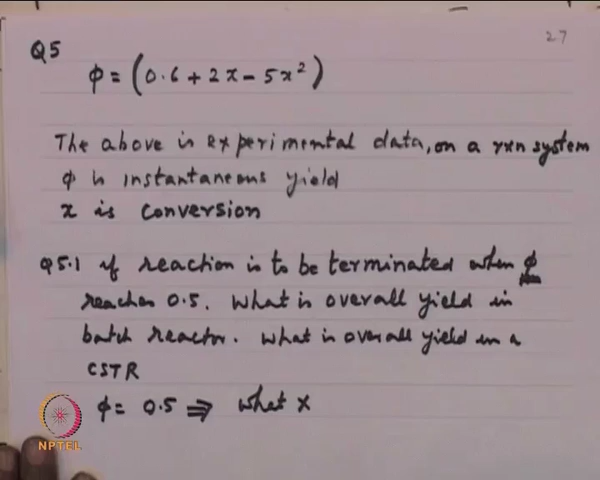 27
Q5
φ = (0.6 + 2x - 5x²)
The above is experimental data, on a rxn system
φ is instantaneous yield
x is conversion
Q5.1 if reaction is to be terminated when φ
reaches 0.5. What is overall yield in
batch reactor. What is overall yield in a
CSTR
φ = 0.5 ⇒ what x
NPTEL